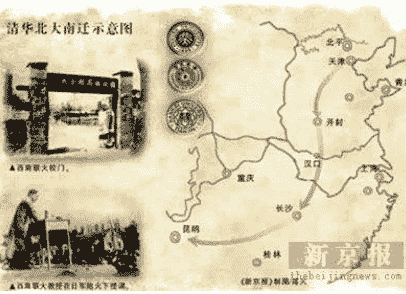 清华北大南迁示意图
▲西南联大校门。
▲西南联大教授在日军炮火下授课。
北平
天津
开封
汉口
上海
重庆
长沙
昆明
桂林
新京报
《新京报》制图/郭义
thebeijingnews.com